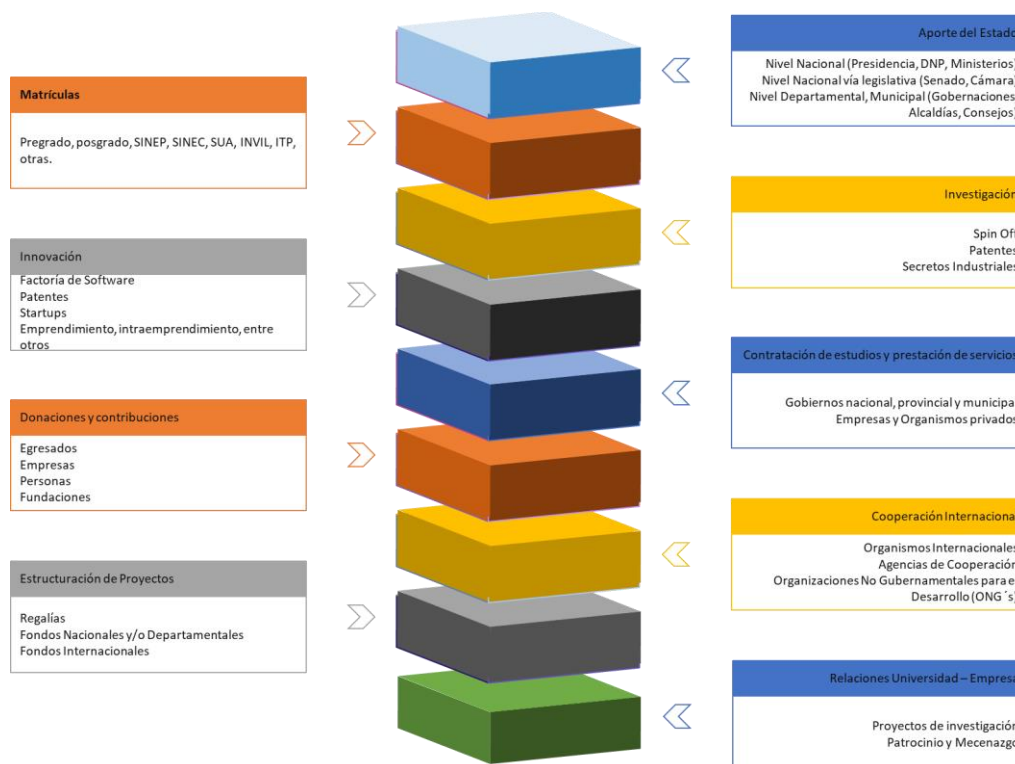 Aporte del Estado
Nivel Nacional (Presidencia, DNP, Ministerios)
Nivel Nacional vía legislativa (Senado, Cámara)
Nivel Departamental, Municipal (Gobernaciones,
Alcaldías, Consejos)
Matrículas
Pregrado, posgrado, SINEP, SINEC, SUA, INVIL, ITP,
otras.
Investigación
Spin Off
Patentes
Secretos Industriales
Innovación
Factoría de Software
Patentes
Startups
Emprendimiento, intraemprendimiento, entre
otros
Contratación de estudios y prestación de servicios
Gobiernos nacional, provincial y municipal
Empresas y Organismos privados
Donaciones y contribuciones
Egresados
Empresas
Personas
Fundaciones
Cooperación Internacional
Organismos Internacionales
Agencias de Cooperación
Organizaciones No Gubernamentales para el
Desarrollo (ONG´s)
Estructuración de Proyectos
Regalías
Fondos Nacionales y/o Departamentales
Fondos Internacionales
Relaciones Universidad – Empresa
Proyectos de investigación
Patrocinio y Mecenazgo